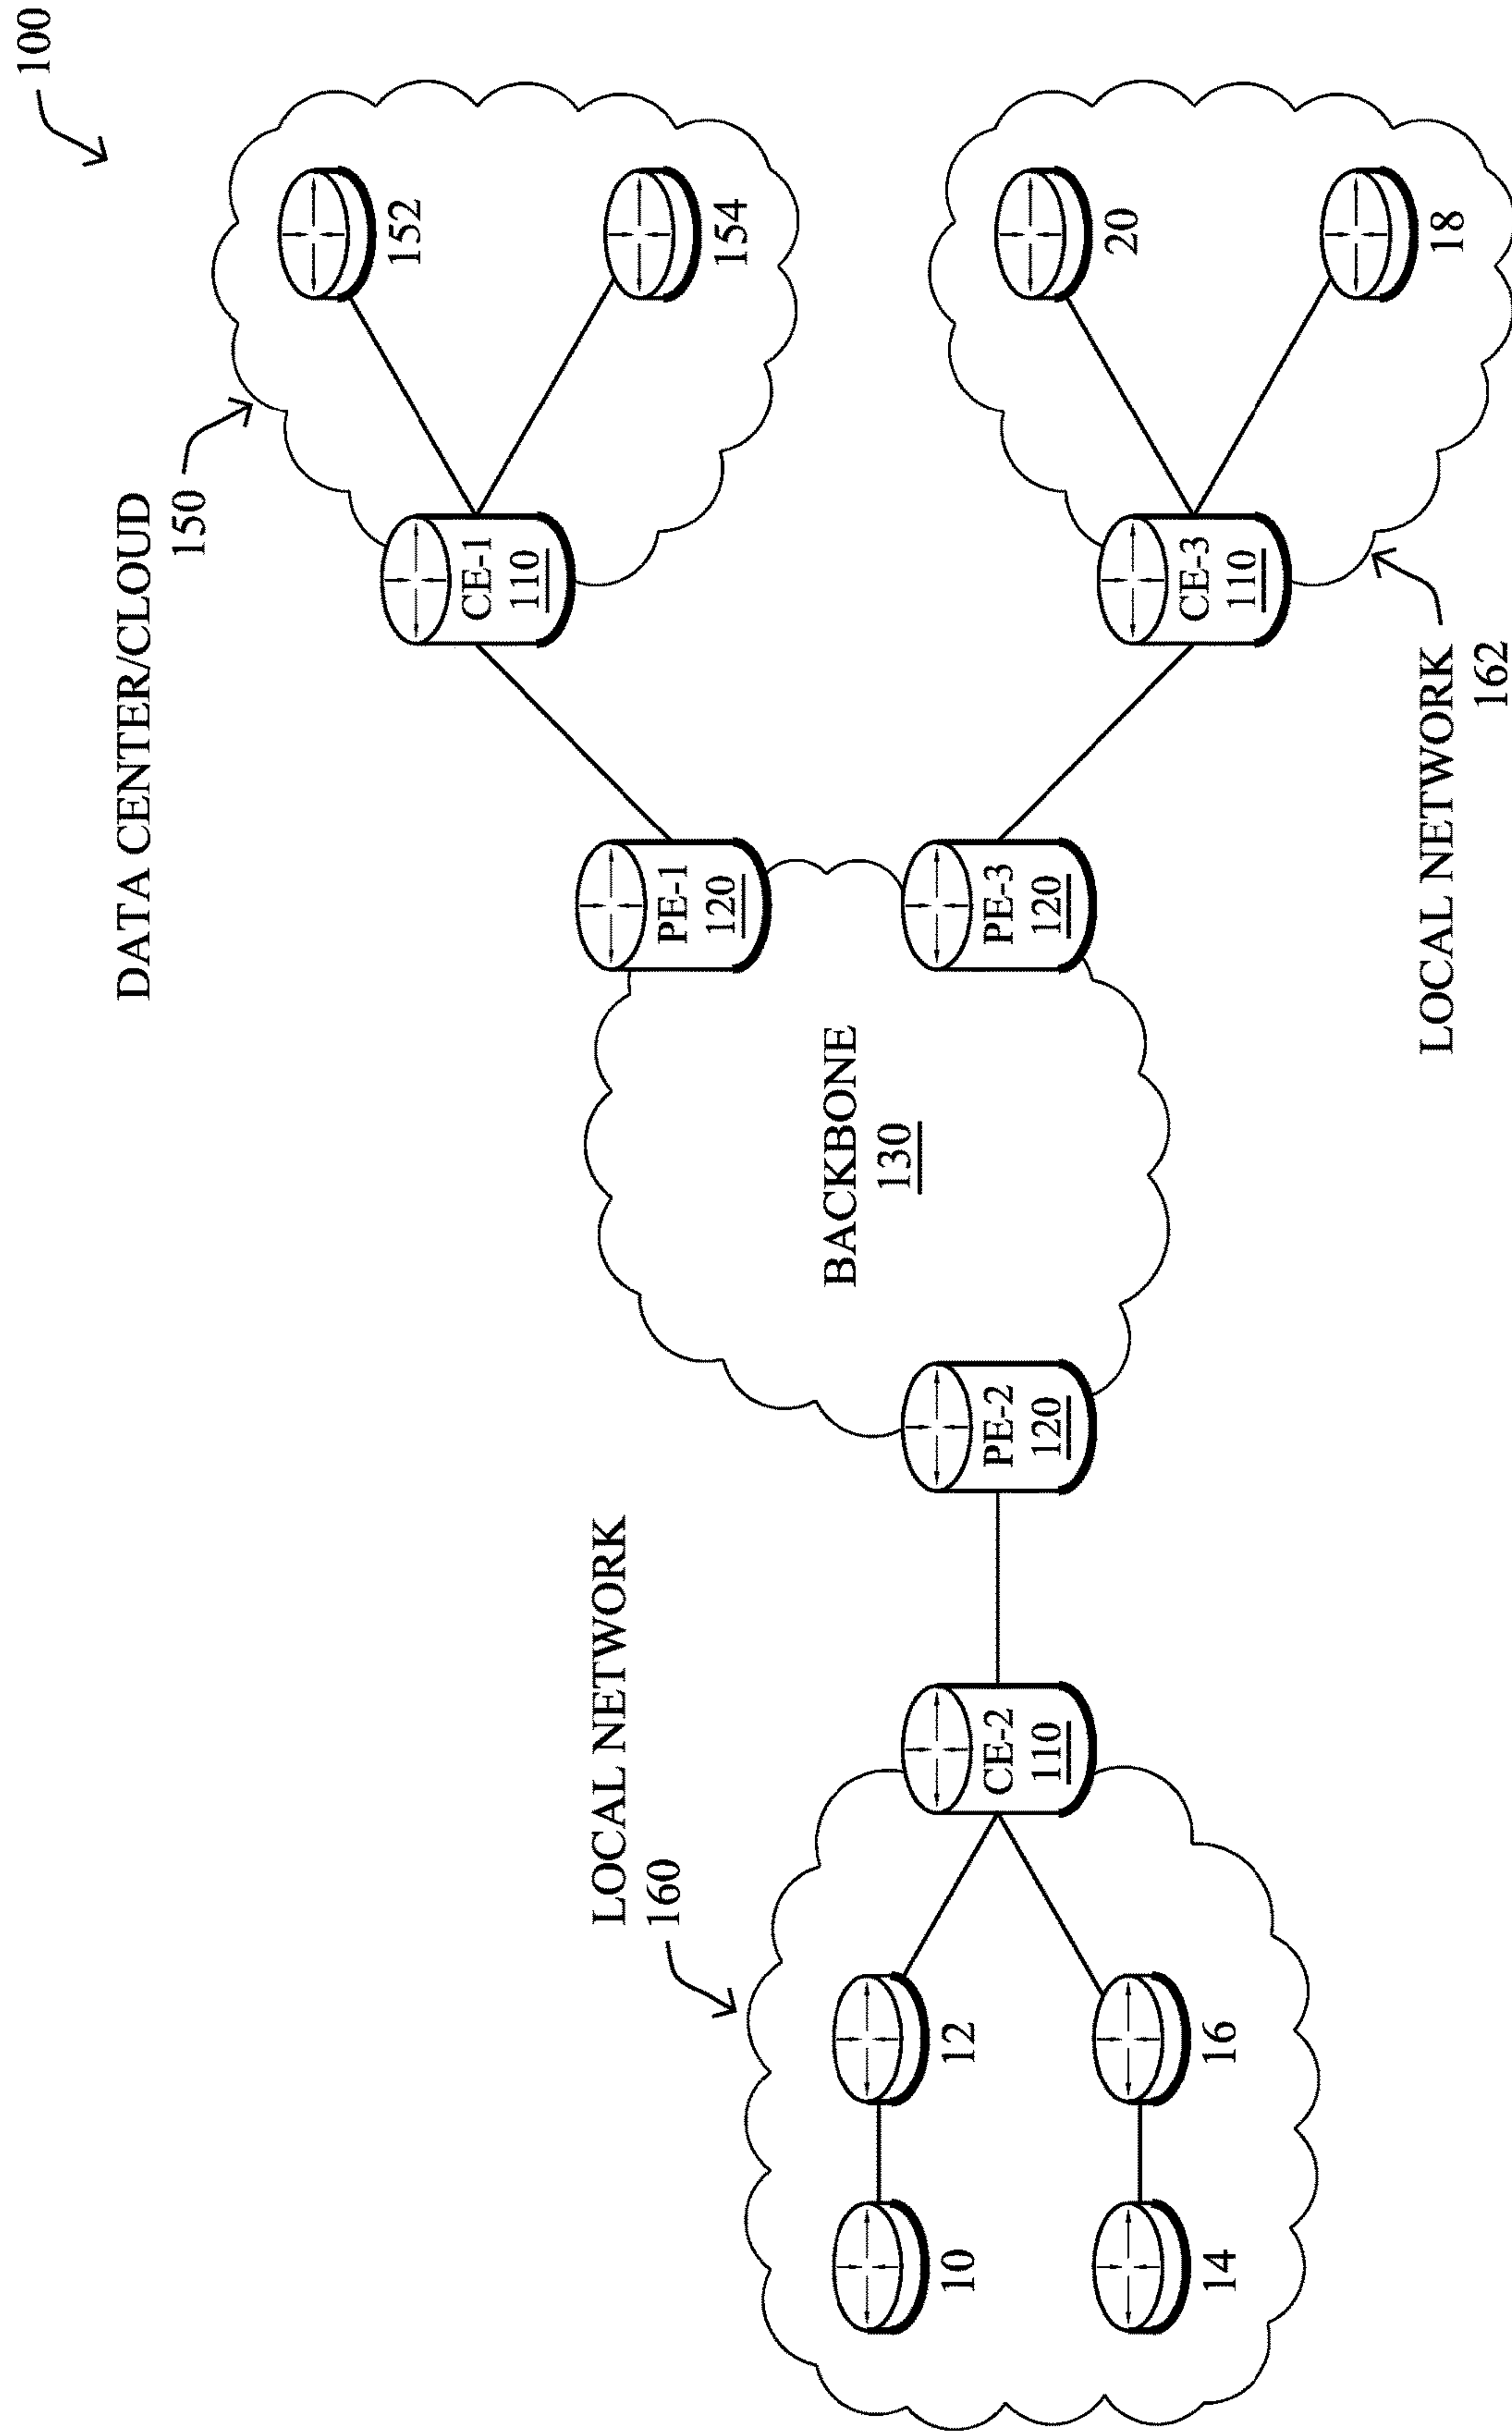 100
DATA CENTER/CLOUD
150
152
154
CE-1
110
PE-1
120
LOCAL NETWORK
160
BACKBONE
130
10
12
14
16
CE-2
110
PE-2
120
PE-3
120
CE-3
110
20
18
LOCAL NETWORK
162